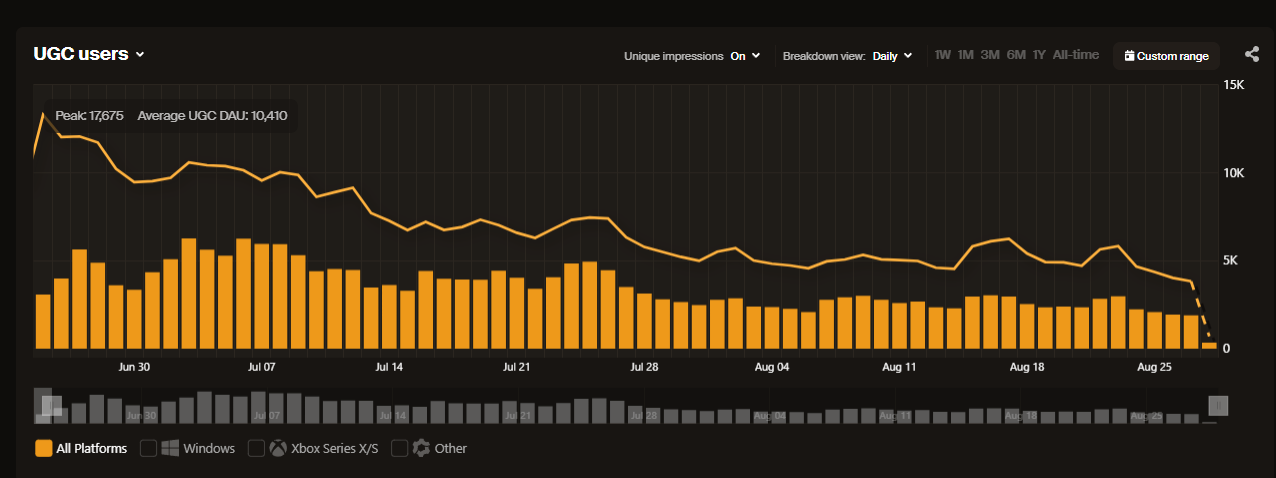 UGC users
Unique impressions On Breakdown view: Daily 1W 1M 3M 6M 1Y All-time Custom range
Peak: 17,675 Average UGC DAU: 10,410
15K
10K
5K
0
Jun 30 Jul 07 Jul 14 Jul 21 Jul 28 Aug 04 Aug 11 Aug 18 Aug 25
Jun 30 Jul 07 Jul 14 Jul 21 Jul 28 Aug 04 Aug 11 Aug 18 Aug 25
All Platforms Windows Xbox Series X/S Other